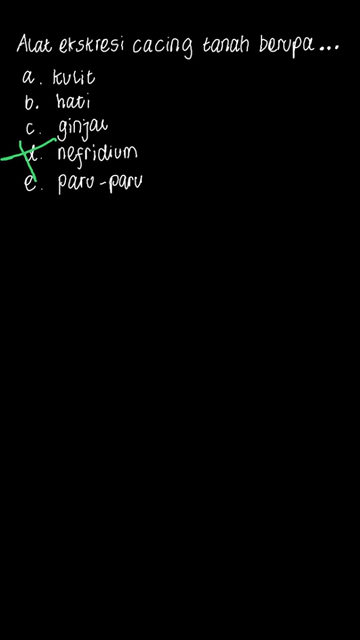 Alat ekskresi cacing tanah berupa ...
a. kulit
b. hati
c. ginjal
d. nefridium
e. paru-paru